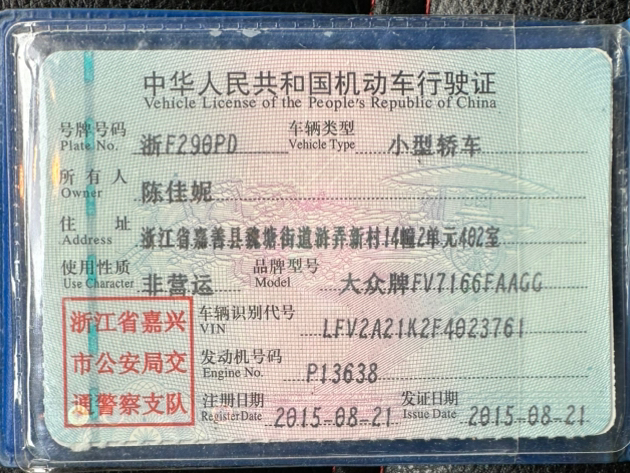 中华人民共和国机动车行驶证
Vehicle License of the People's Republic of China
号牌号码 浙F290PD 车辆类型 小型轿车
Plate No. Vehicle Type
所有人 陈佳妮
Owner
住址 浙江省嘉善县魏塘街道浒弄新村14幢2单元402室
Address
使用性质 非营运 品牌型号 大众牌FV7166FAAGG
Use Character Model
浙江省嘉兴
市公安局交
通警察支队
车辆识别代号 LFV2A21K2F4023761
VIN
发动机号码 P13638
Engine No.
注册日期 2015-08-21 发证日期 2015-08-21
Register Date Issue Date